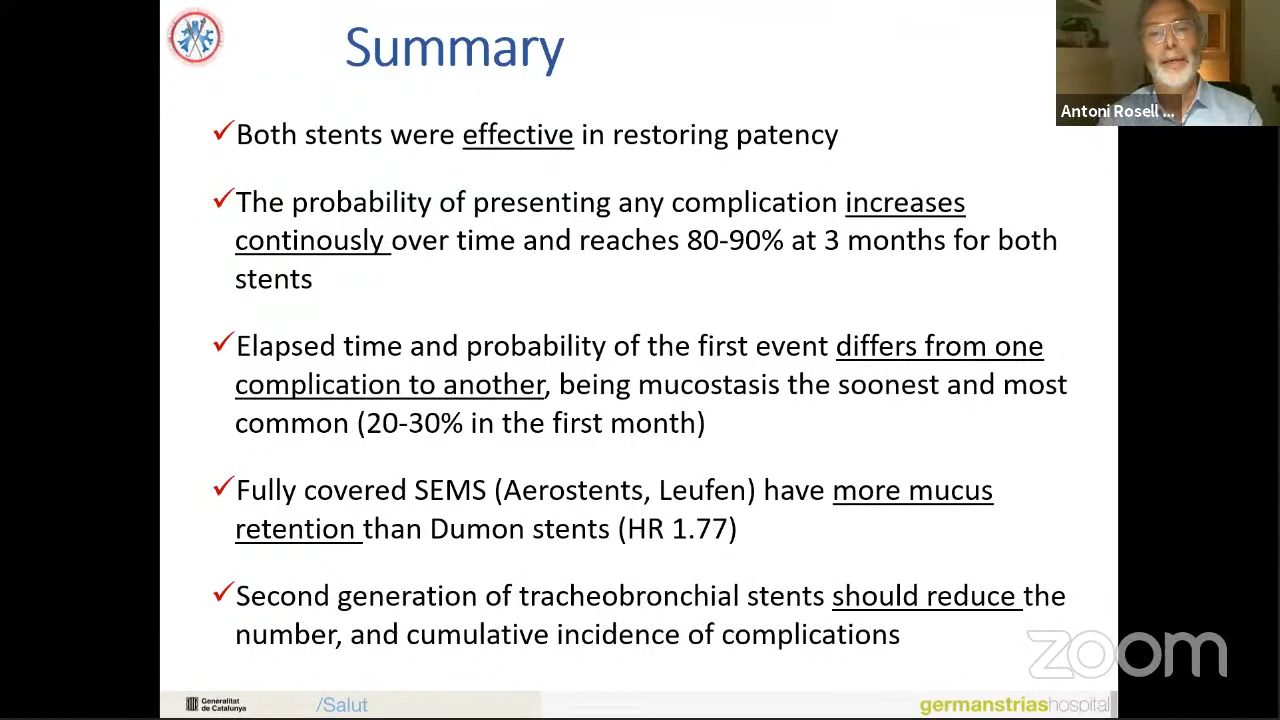 Summary
Antoni Rosell ...
✓Both stents were effective in restoring patency
✓The probability of presenting any complication increases
continously over time and reaches 80-90% at 3 months for both
stents
✓Elapsed time and probability of the first event differs from one
complication to another, being mucostasis the soonest and most
common (20-30% in the first month)
✓Fully covered SEMS (Aerostents, Leufen) have more mucus
retention than Dumon stents (HR 1.77)
✓Second generation of tracheobronchial stents should reduce the
number, and cumulative incidence of complications
zoom
Generalitat
de Catalunya
/Salut
germanstriashospital